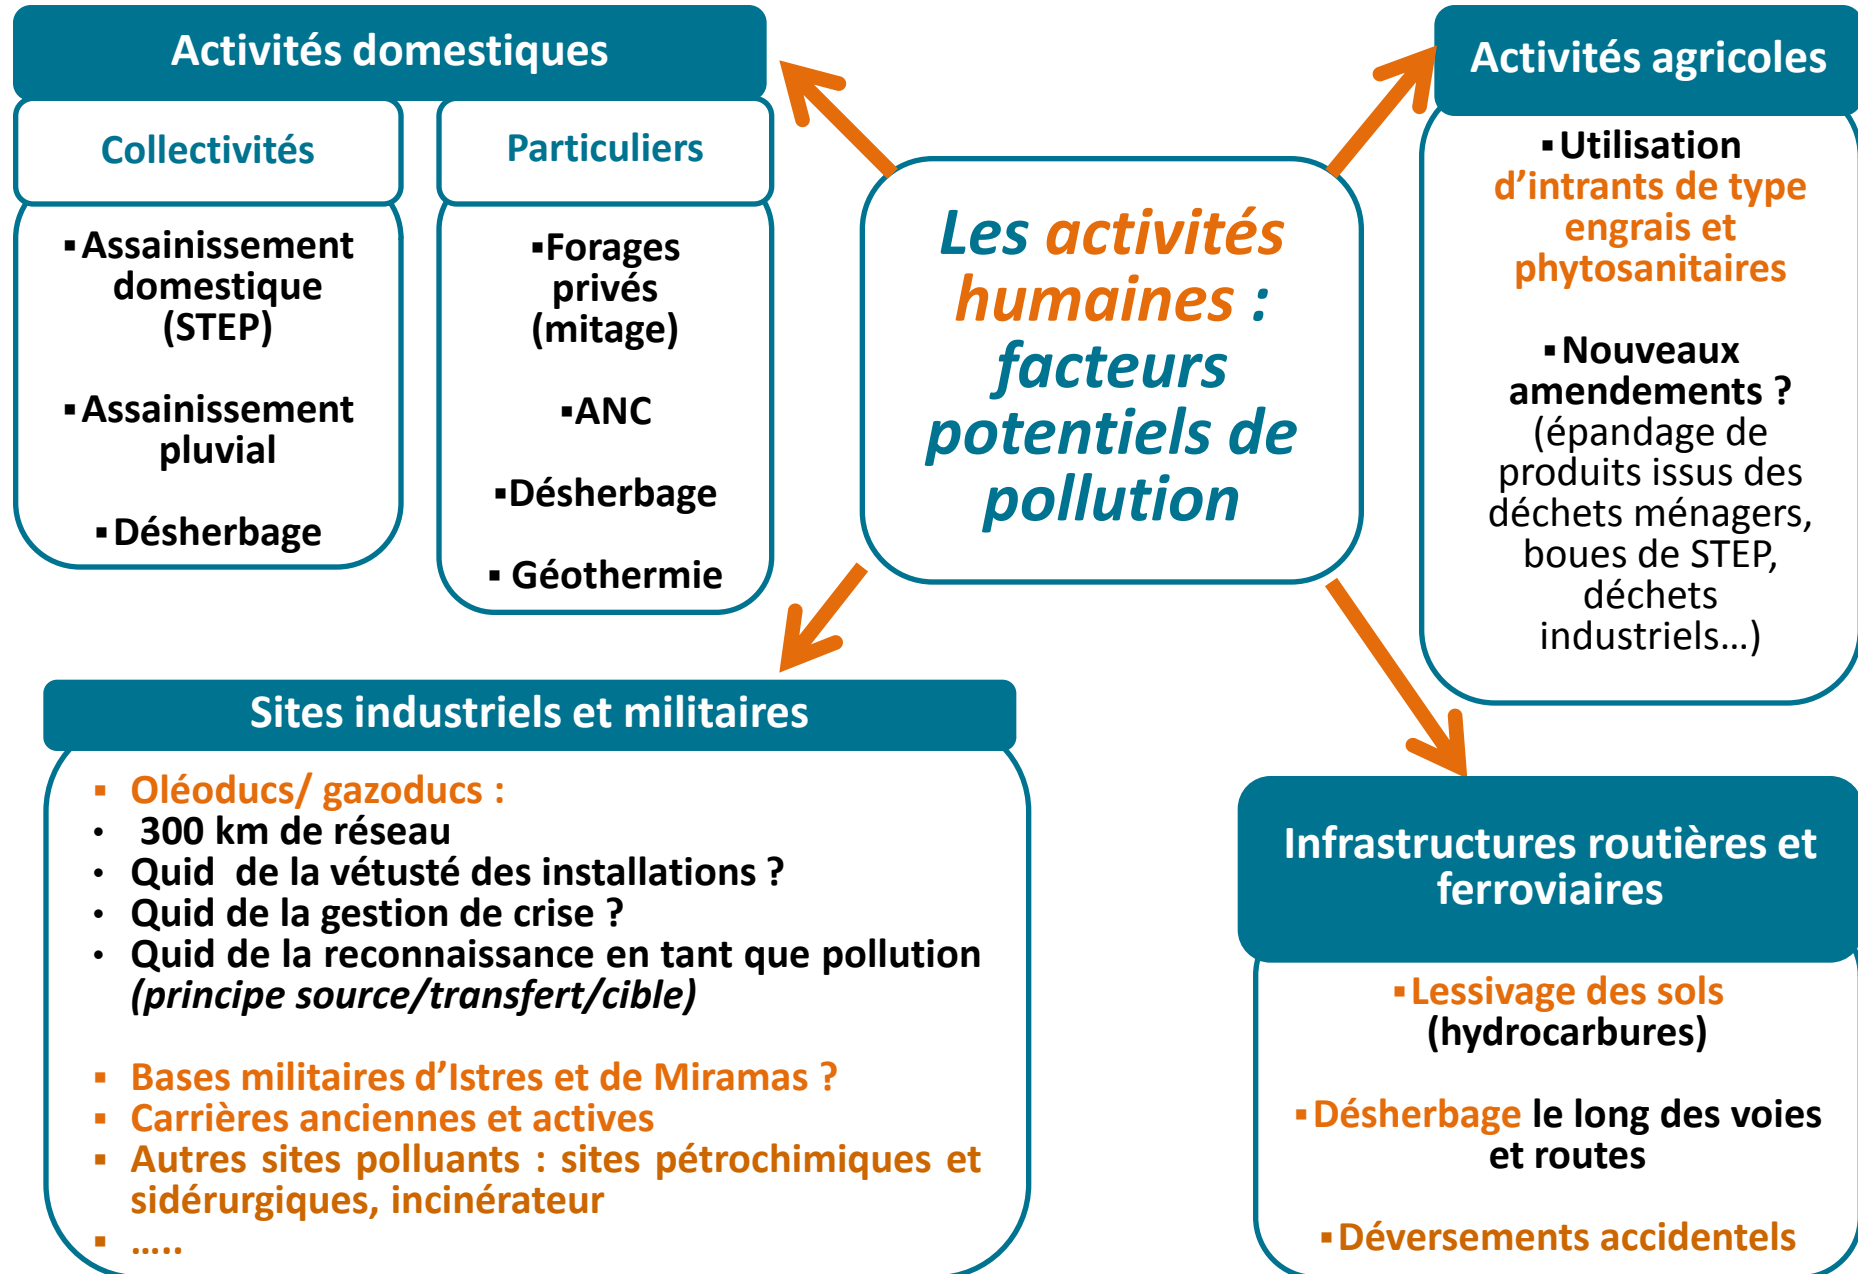 Activités domestiques
Collectivités
▪Assainissement
domestique
(STEP)
▪Assainissement
pluvial
▪Désherbage
Particuliers
▪Forages
privés
(mitage)
▪ANC
▪Désherbage
▪ Géothermie
Les activités
humaines :
facteurs
potentiels de
pollution
Activités agricoles
▪Utilisation
d’intrants de type
engrais et
phytosanitaires
▪Nouveaux
amendements ?
(épandage de
produits issus des
déchets ménagers,
boues de STEP,
déchets
industriels…)
Sites industriels et militaires
▪ Oléoducs/ gazoducs :
• 300 km de réseau
• Quid de la vétusté des installations ?
• Quid de la gestion de crise ?
• Quid de la reconnaissance en tant que pollution
(principe source/transfert/cible)
▪ Bases militaires d’Istres et de Miramas ?
▪ Carrières anciennes et actives
▪ Autres sites polluants : sites pétrochimiques et
sidérurgiques, incinérateur
▪ …..
Infrastructures routières et
ferroviaires
▪Lessivage des sols
(hydrocarbures)
▪Désherbage le long des voies
et routes
▪Déversements accidentels